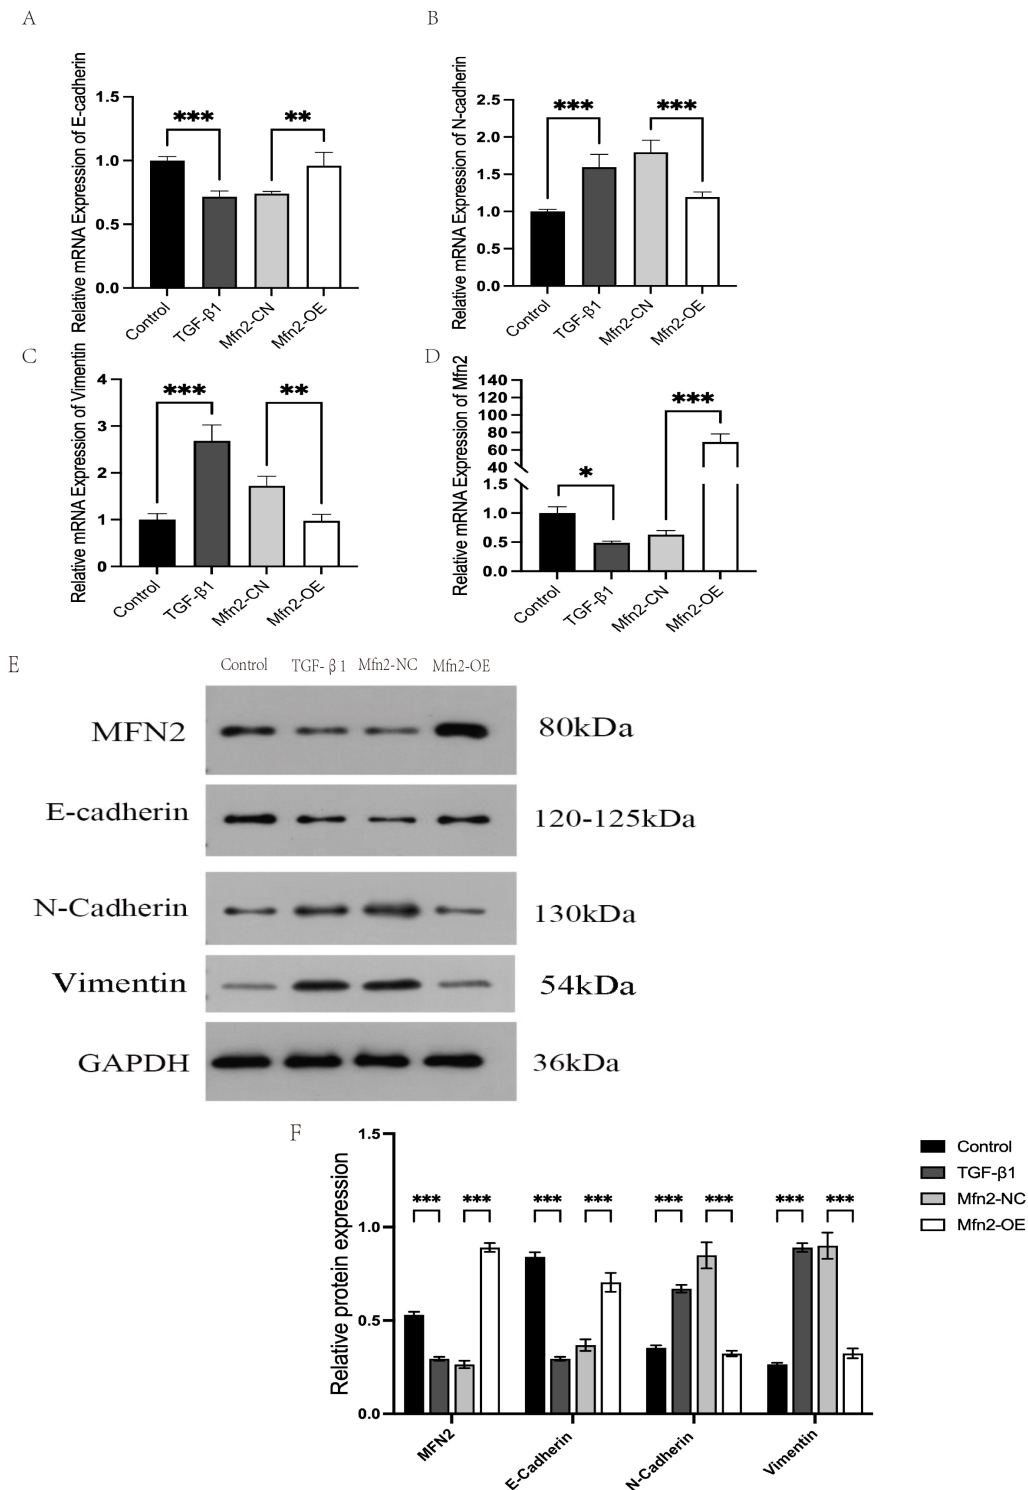 A
Relative mRNA Expression of E-cadherin
1.5
1.0
0.5
0.0
***
**
Control
TGF-β1
Mfn2-CN
Mfn2-OE
B
Relative mRNA Expression of N-cadherin
2.5
2.0
1.5
1.0
0.5
0.0
***
***
Control
TGF-β1
Mfn2-CN
Mfn2-OE
C
Relative mRNA Expression of Vimentin
4
3
2
1
0
***
**
Control
TGF-β1
Mfn2-CN
Mfn2-OE
D
Relative mRNA Expression of Mfn2
140
120
100
80
60
40
1.5
1.0
0.5
0.0
*
***
Control
TGF-β1
Mfn2-CN
Mfn2-OE
E
Control TGF-β1 Mfn2-NC Mfn2-OE
MFN2 80kDa
E-cadherin 120-125kDa
N-Cadherin 130kDa
Vimentin 54kDa
GAPDH 36kDa
F
Relative protein expression
1.5
1.0
0.5
0.0
*** *** *** *** *** *** *** ***
MFN2
E-Cadherin
N-Cadherin
Vimentin
Control
TGF-β1
Mfn2-NC
Mfn2-OE